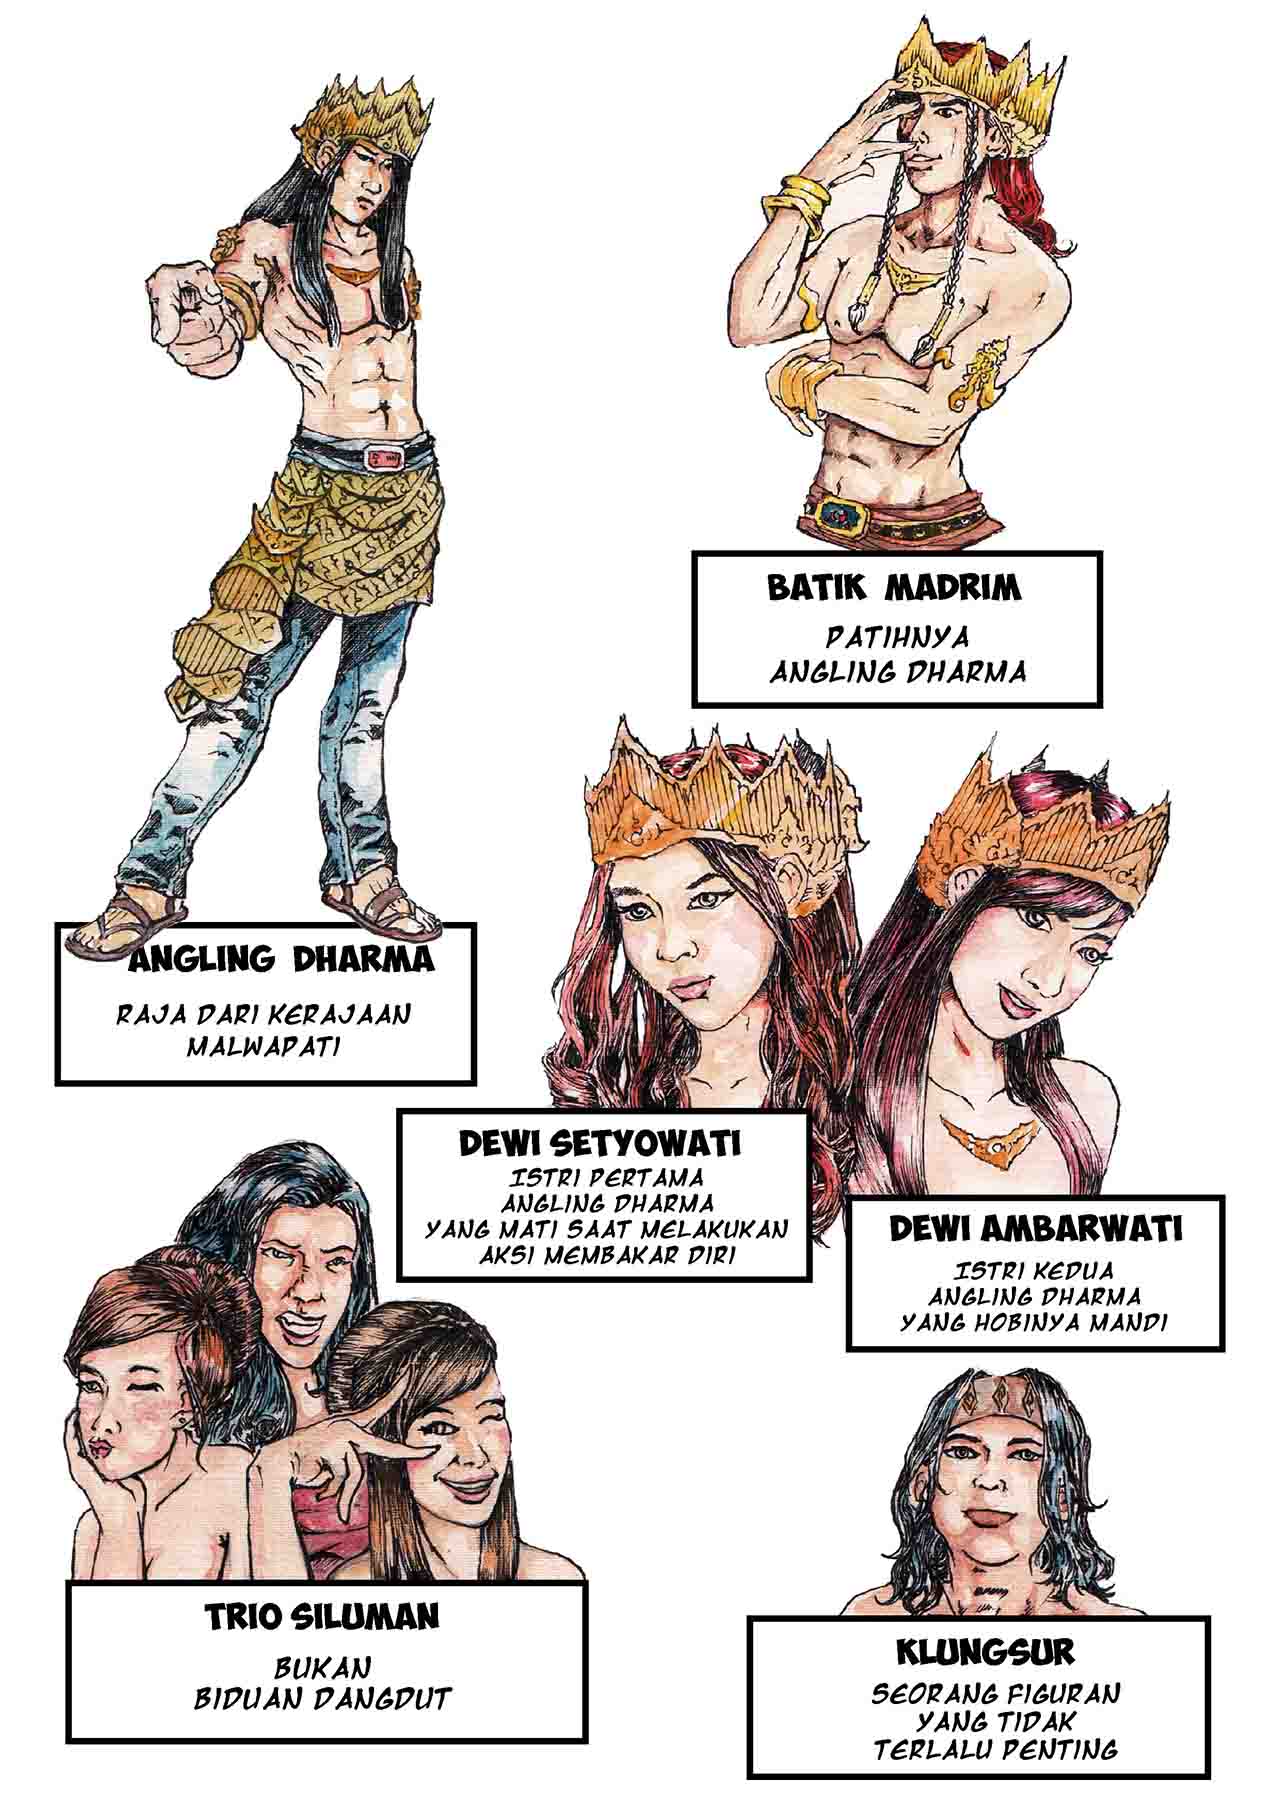 BATIK MADRIM
PATIHNYA
ANGLING DHARMA
ANGLING DHARMA
RAJA DARI KERAJAAN
MALWAPATI
DEWI SETYOWATI
ISTRI PERTAMA
ANGLING DHARMA
YANG MATI SAAT MELAKUKAN
AKSI MEMBAKAR DIRI
DEWI AMBARWATI
ISTRI KEDUA
ANGLING DHARMA
YANG HOBINYA MANDI
TRIO SILUMAN
BUKAN
BIDUAN DANGDUT
KLUNGSUR
SEORANG FIGURAN
YANG TIDAK
TERLALU PENTING